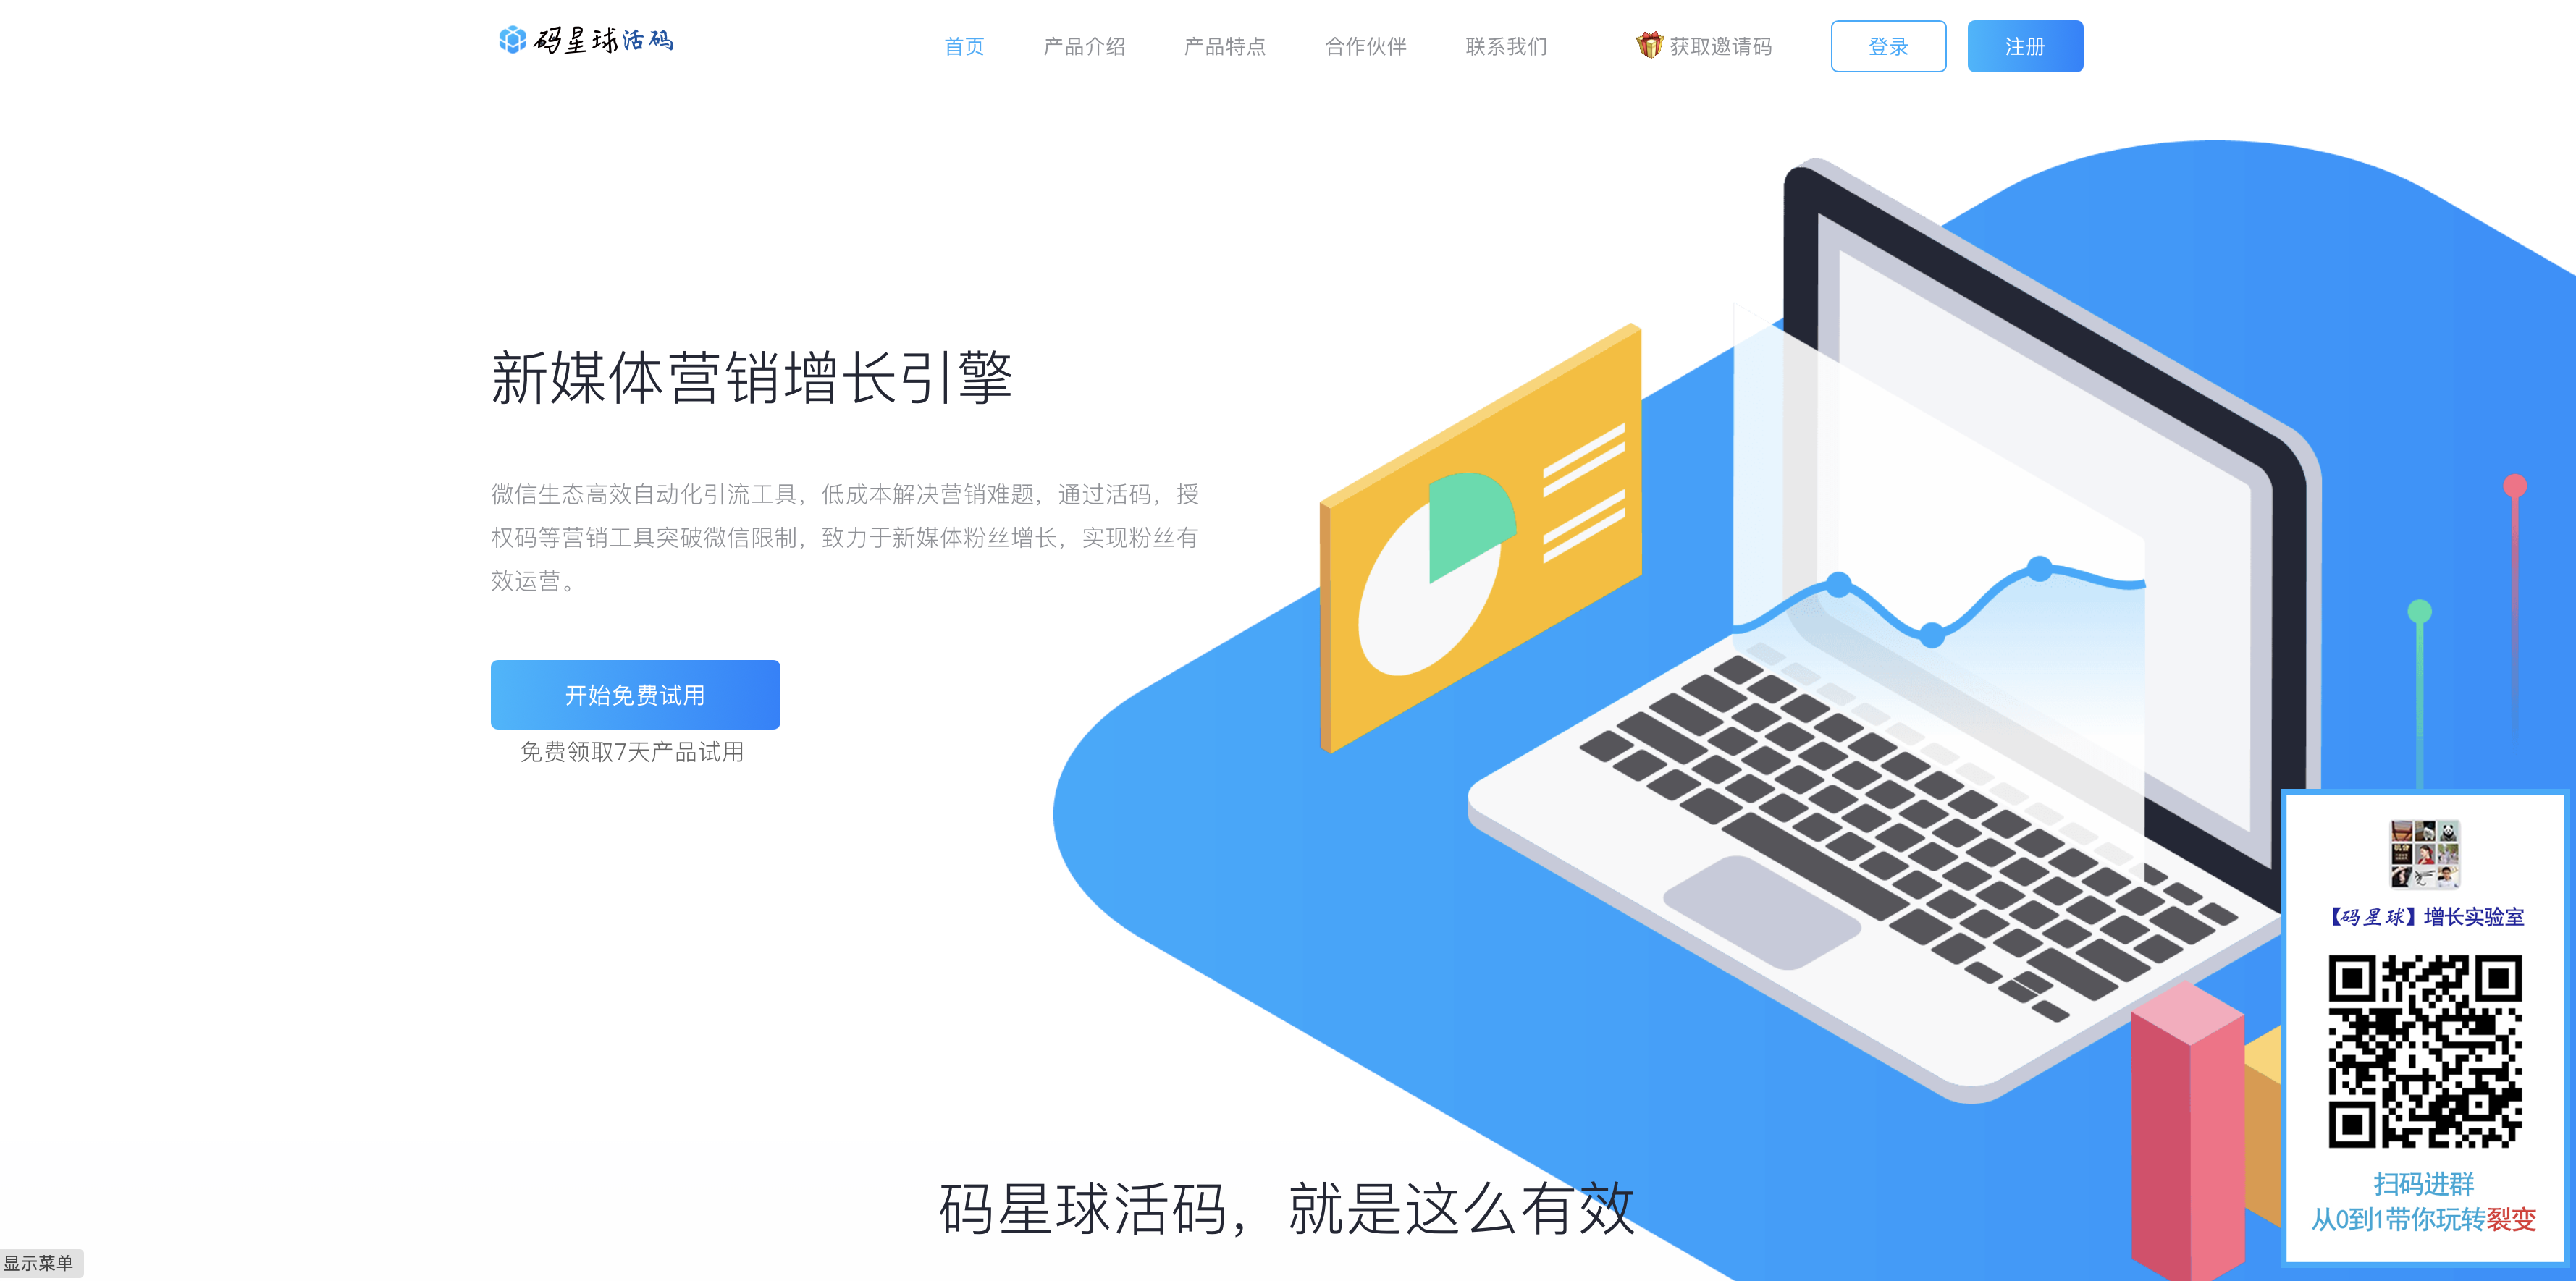 码星球活码
首页
产品介绍
产品特点
合作伙伴
联系我们
获取邀请码
登录
注册
新媒体营销增长引擎
微信生态高效自动化引流工具，低成本解决营销难题，通过活码，授
权码等营销工具突破微信限制，致力于新媒体粉丝增长，实现粉丝有
效运营。
开始免费试用
免费领取7天产品试用
【码星球】增长实验室
扫码进群
从0到1带你玩转裂变
码星球活码，就是这么有效
显示菜单